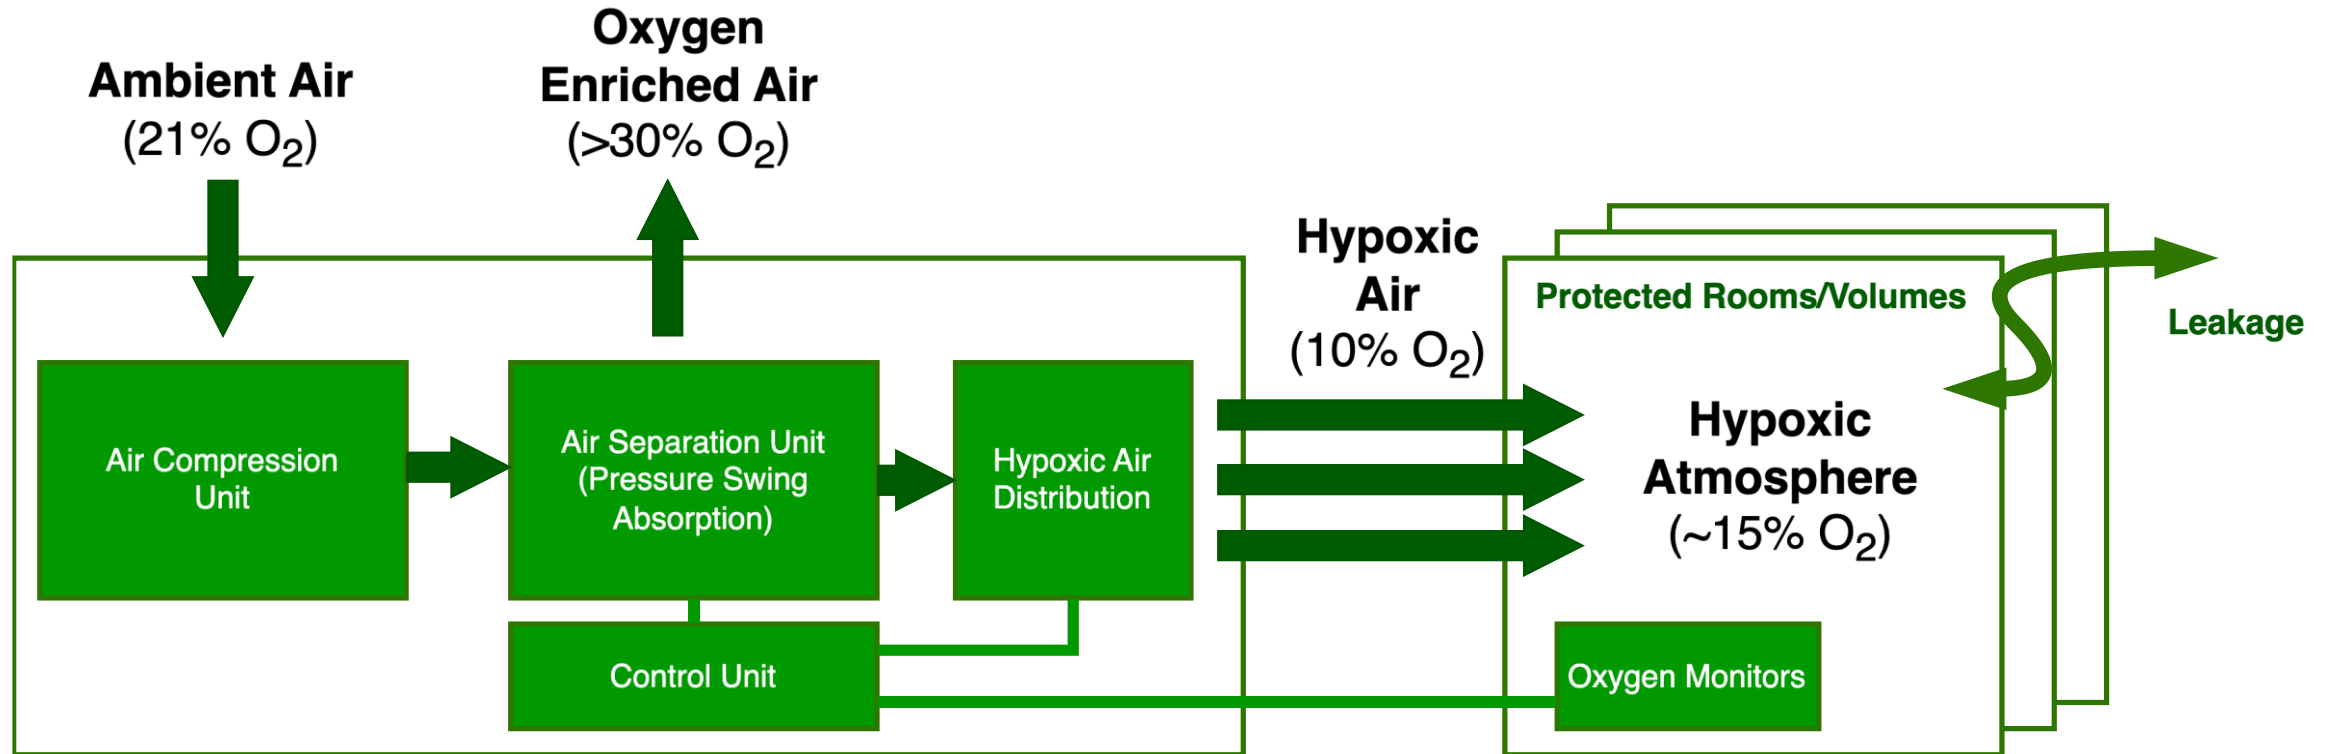 Ambient Air
(21% O₂)
Oxygen
Enriched Air
(>30% O₂)
Hypoxic
Air
(10% O₂)
Protected Rooms/Volumes
Leakage
Air Compression
Unit
Air Separation Unit
(Pressure Swing
Absorption)
Hypoxic Air
Distribution
Hypoxic
Atmosphere
(~15% O₂)
Control Unit
Oxygen Monitors